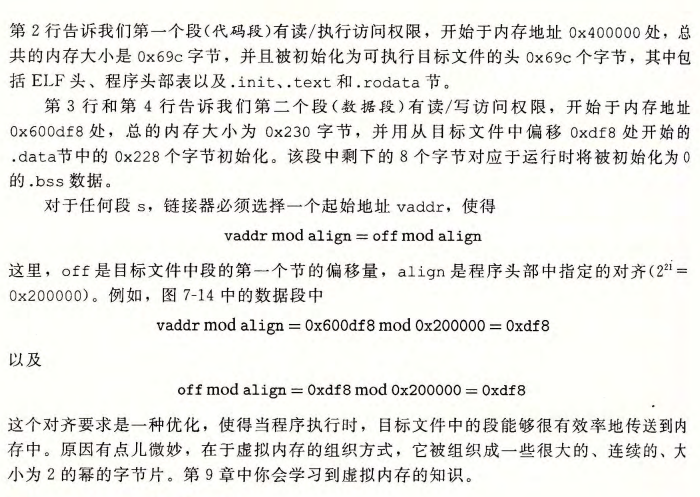 第 2 行告诉我们第一个段(代码段)有读/执行访问权限，开始于内存地址 0x400000 处，总
共的内存大小是 0x69c 字节，并且被初始化为可执行目标文件的头 0x69c 个字节，其中包
括 ELF 头、程序头部表以及.init、.text 和.rodata 节。
第 3 行和第 4 行告诉我们第二个段(数据段)有读/写访问权限，开始于内存地址
0x600df8 处，总的内存大小为 0x230 字节，并用从目标文件中偏移 0xdf8 处开始的
.data节中的 0x228 个字节初始化。该段中剩下的 8 个字节对应于运行时将被初始化为 0
的.bss 数据。
对于任何段 s，链接器必须选择一个起始地址 vaddr，使得
vaddr mod align = off mod align
这里，off 是目标文件中段的第一个节的偏移量，align 是程序头部中指定的对齐(2²¹ =
0x200000)。例如，图 7-14 中的数据段中
vaddr mod align = 0x600df8 mod 0x200000 = 0xdf8
以及
off mod align = 0xdf8 mod 0x200000 = 0xdf8
这个对齐要求是一种优化，使得当程序执行时，目标文件中的段能够很有效率地传送到内
存中。原因有点儿微妙，在于虚拟内存的组织方式，它被组织成一些很大的、连续的、大
小为 2 的幂的字节片。第 9 章中你会学习到虚拟内存的知识。